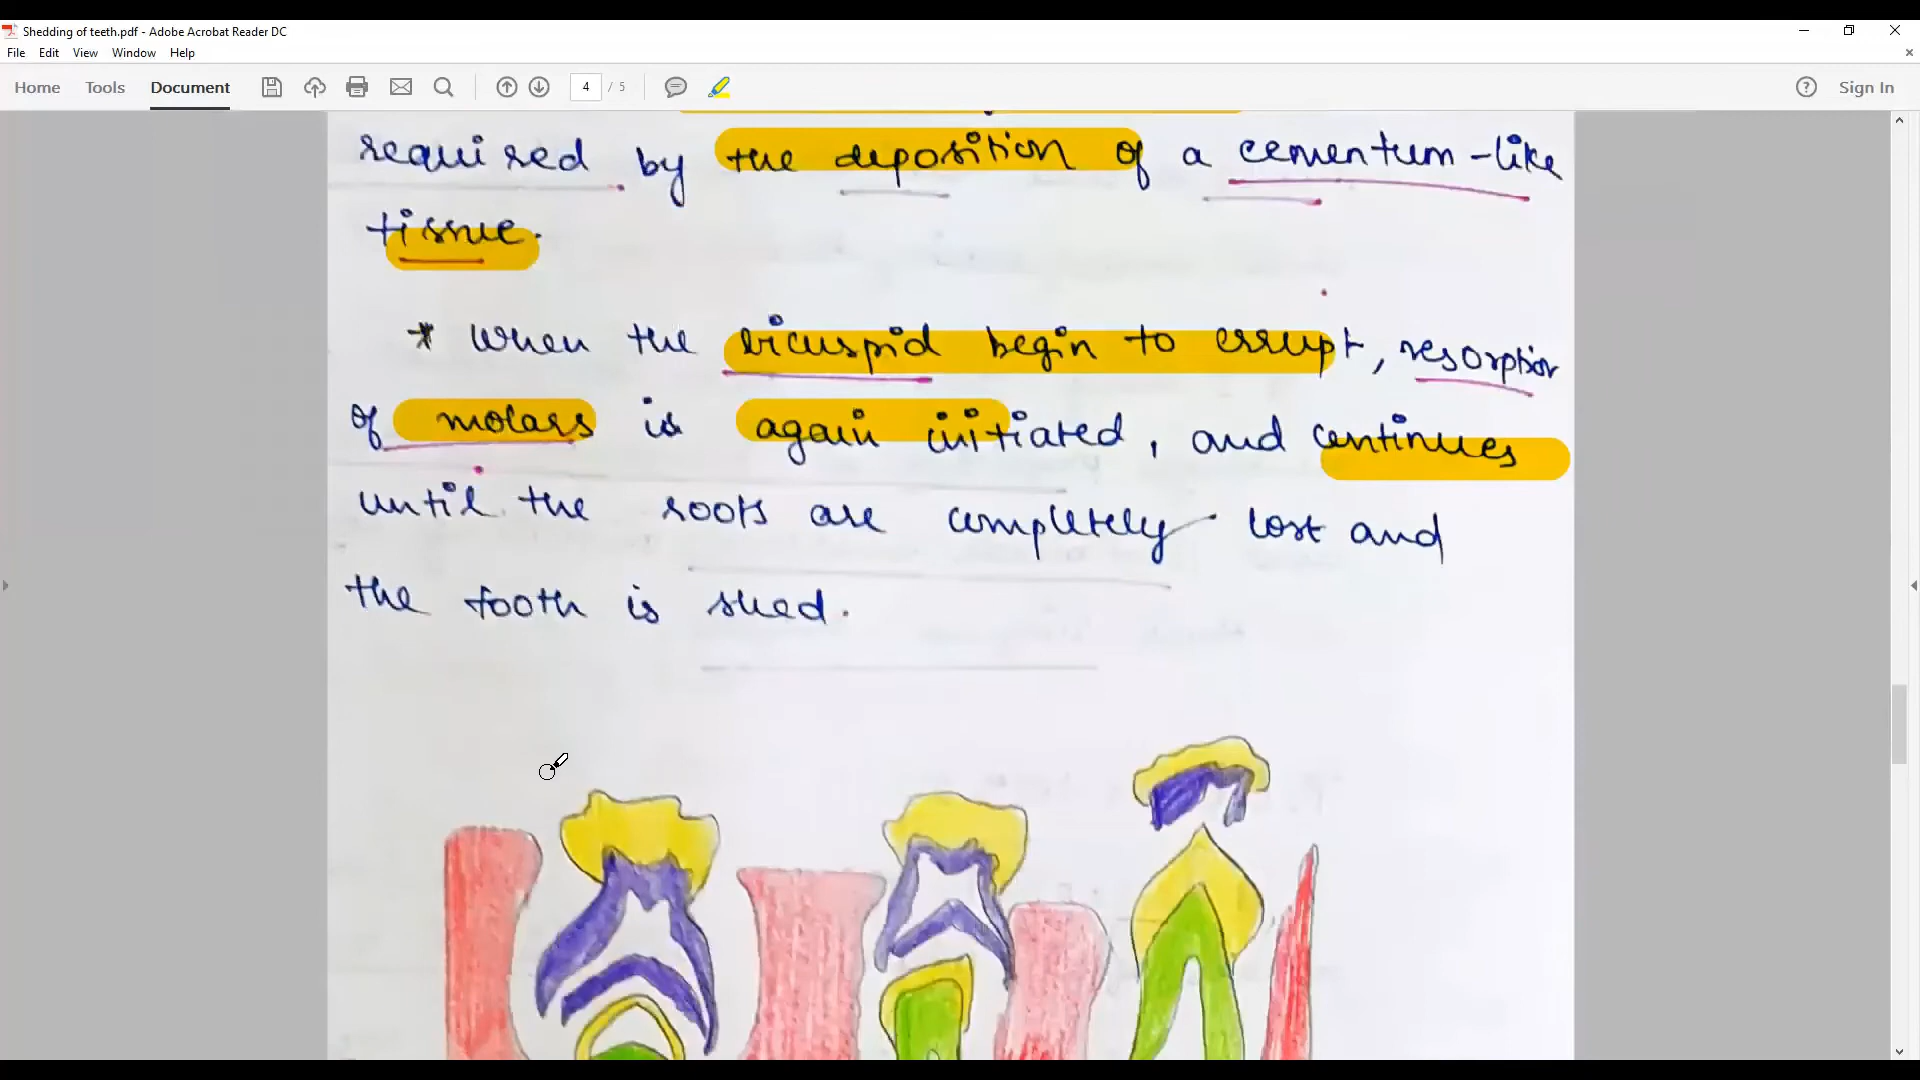 Shedding of teeth.pdf - Adobe Acrobat Reader DC
File Edit View Window Help
Home Tools Document 4 / 5 Sign In
required by the deposition of a cementum-like
tissue.
* When the bicuspid begin to errupt, resorption
of molars is again initiated, and continues
until the roots are completely lost and
the tooth is shed.